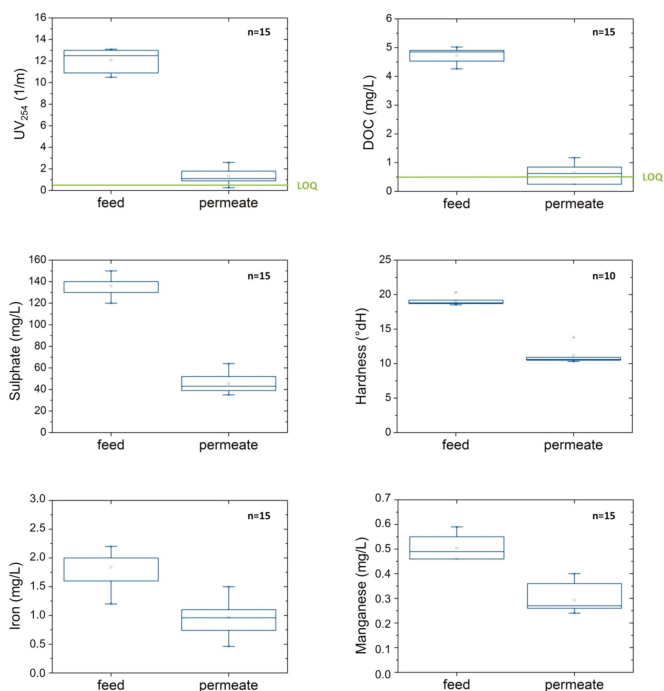 UV254 (1/m)
16
14
12
10
8
6
4
2
0
n=15
LOQ
feed permeate
DOC (mg/L)
6
5
4
3
2
1
0
n=15
LOQ
feed permeate
Sulphate (mg/L)
160
140
120
100
80
60
40
20
0
n=15
feed permeate
Hardness (°dH)
25
20
15
10
5
0
n=10
feed permeate
Iron (mg/L)
3.0
2.5
2.0
1.5
1.0
0.5
0.0
n=15
feed permeate
Manganese (mg/L)
0.7
0.6
0.5
0.4
0.3
0.2
0.1
0.0
n=15
feed permeate